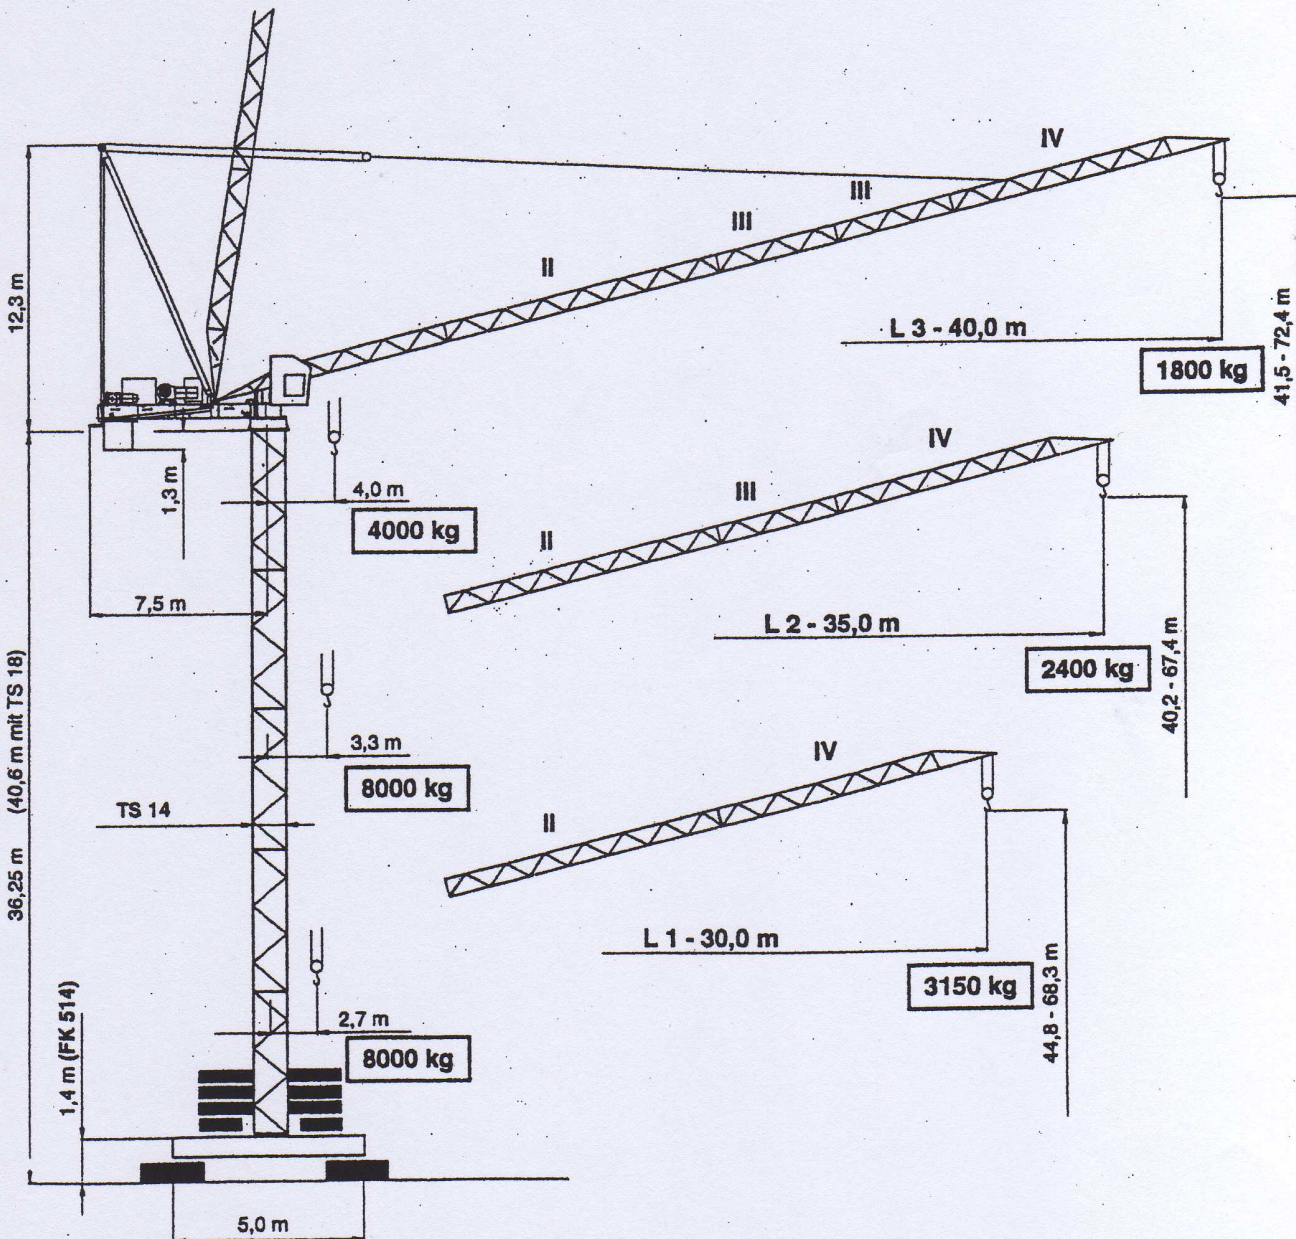 IV
III
III
II
12,3 m
L 3 - 40,0 m
1800 kg
41,5 - 72,4 m
1,3 m
4,0 m
4000 kg
7,5 m
IV
III
II
L 2 - 35,0 m
2400 kg
40,2 - 67,4 m
36,25 m (40,6 m mit TS 18)
3,3 m
8000 kg
TS 14
IV
II
L 1 - 30,0 m
3150 kg
44,8 - 68,3 m
2,7 m
8000 kg
1,4 m (FK 514)
5,0 m